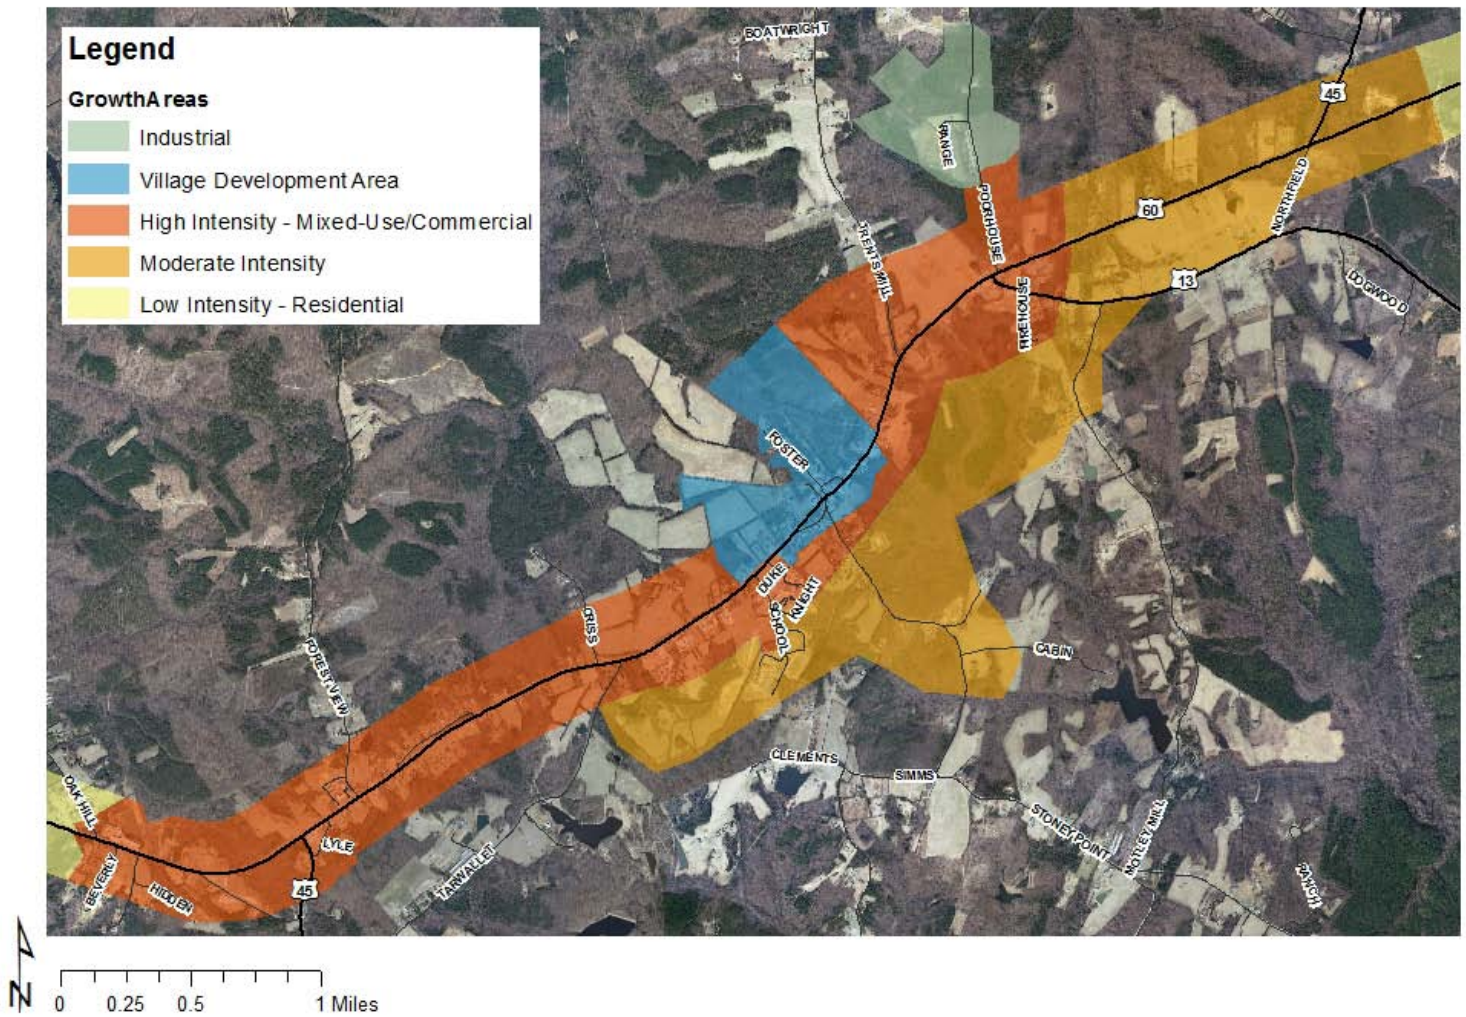 Legend
GrowthAreas
Industrial
Village Development Area
High Intensity - Mixed-Use/Commercial
Moderate Intensity
Low Intensity - Residential
BOATWRIGHT
45
RANGE
POORHOUSE
NORTHFIELD
60
TRENTS MILL
13
DOGWOOD
FIREHOUSE
FOSTER
DUKE
KNIGHT
SCHOOL
CRISS
CABIN
FOREST VIEW
CLEMENTS
SIMMS
OAK HILL
STONEY POINT
MOTLEY MILL
LYLE
TARWALLET
BEVERLY
HIDDEN
45
RANCH
N
0 0.25 0.5 1 Miles